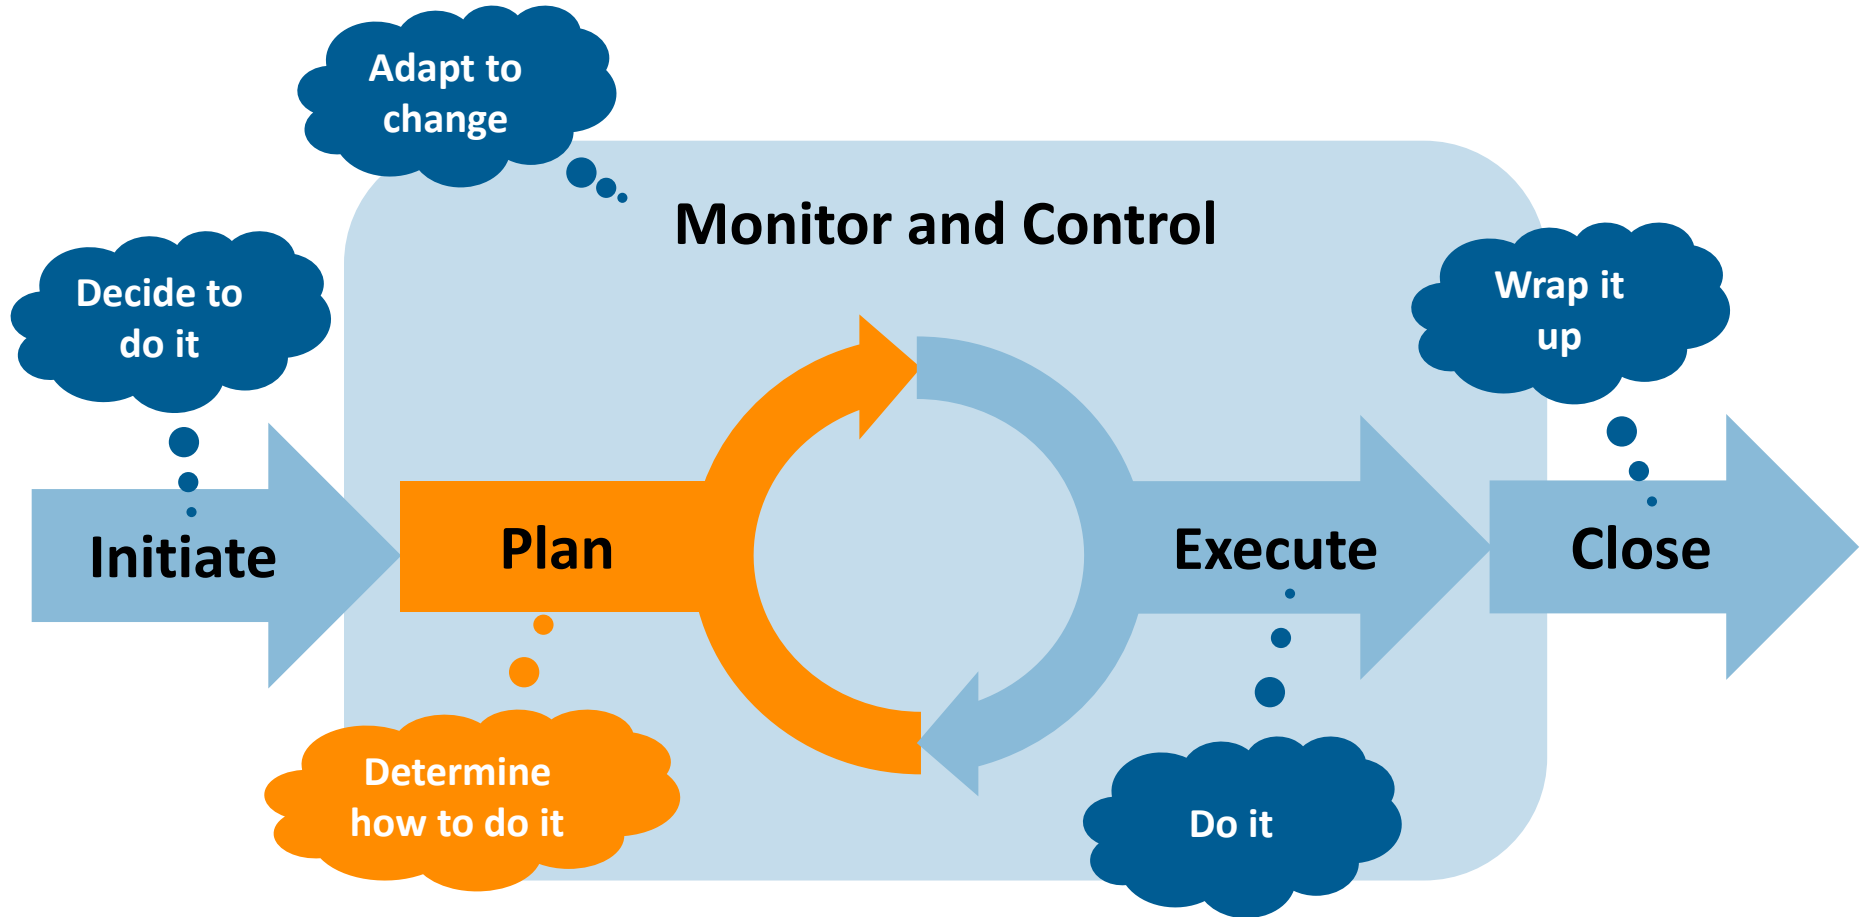 Adapt to
change
Monitor and Control
Decide to
do it
Wrap it
up
Initiate
Plan
Execute
Close
Determine
how to do it
Do it